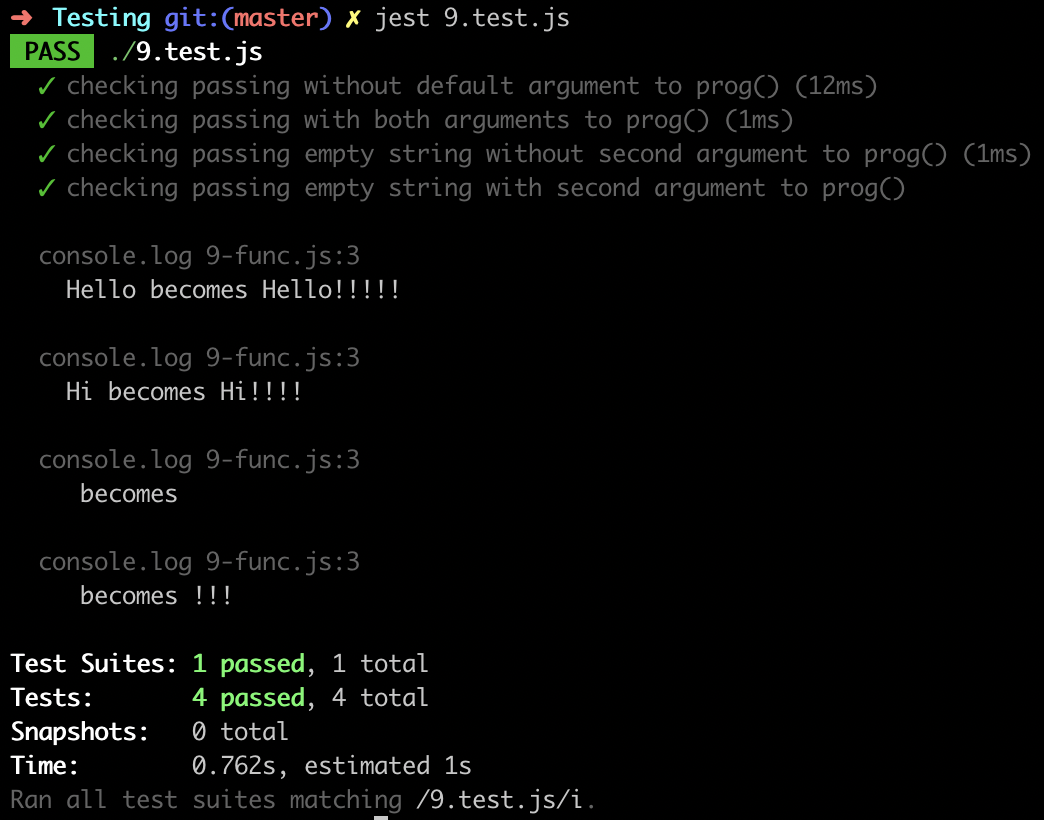 ➜ Testing git:(master) ✗ jest 9.test.js
PASS ./9.test.js
✓ checking passing without default argument to prog() (12ms)
✓ checking passing with both arguments to prog() (1ms)
✓ checking passing empty string without second argument to prog() (1ms)
✓ checking passing empty string with second argument to prog()
console.log 9-func.js:3
Hello becomes Hello!!!!!
console.log 9-func.js:3
Hi becomes Hi!!!!
console.log 9-func.js:3
becomes
console.log 9-func.js:3
becomes !!!
Test Suites: 1 passed, 1 total
Tests: 4 passed, 4 total
Snapshots: 0 total
Time: 0.762s, estimated 1s
Ran all test suites matching /9.test.js/i.